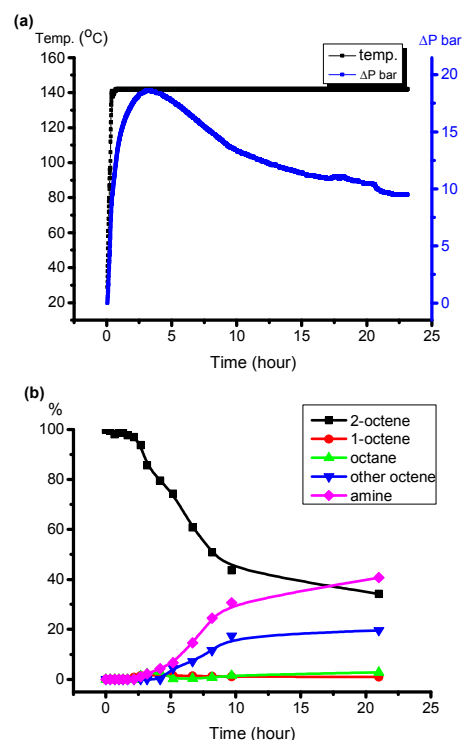 (a)
Temp. (°C)
ΔP bar
temp.
ΔP bar
160
140
120
100
80
60
40
20
20
15
10
5
0
0 5 10 15 20 25
Time (hour)
(b)
%
2-octene
1-octene
octane
other octene
amine
100
80
60
40
20
0
0 5 10 15 20 25
Time (hour)